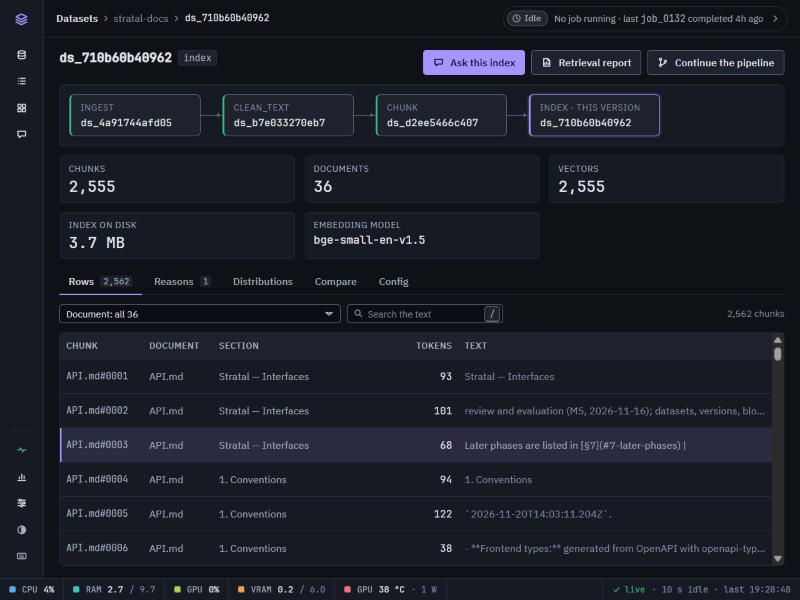 Datasets > stratal-docs > ds_710b60b40962
Idle No job running · last job_0132 completed 4h ago >
ds_710b60b40962 index
Ask this index
Retrieval report
Continue the pipeline
INGEST
ds_4a91744afd05
CLEAN_TEXT
ds_b7e033270eb7
CHUNK
ds_d2ee5466c407
INDEX · THIS VERSION
ds_710b60b40962
CHUNKS
2,555
DOCUMENTS
36
VECTORS
2,555
INDEX ON DISK
3.7 MB
EMBEDDING MODEL
bge-small-en-v1.5
Rows 2,562 Reasons 1 Distributions Compare Config
Document: all 36
Search the text /
2,562 chunks
CHUNK DOCUMENT SECTION TOKENS TEXT
API.md#0001 API.md Stratal — Interfaces 93 Stratal — Interfaces
API.md#0002 API.md Stratal — Interfaces 101 review and evaluation (M5, 2026-11-16); datasets, versions, blo...
API.md#0003 API.md Stratal — Interfaces 68 Later phases are listed in [§7](#7-later-phases) |
API.md#0004 API.md 1. Conventions 94 1. Conventions
API.md#0005 API.md 1. Conventions 122 `2026-11-20T14:03:11.204Z`.
API.md#0006 API.md 1. Conventions 38 - **Frontend types:** generated from OpenAPI with openapi-typ...
CPU 4% RAM 2.7 / 9.7 GPU 0% VRAM 0.2 / 6.0 GPU 38 °C · 1 W
live · 10 s idle · last 19:28:48